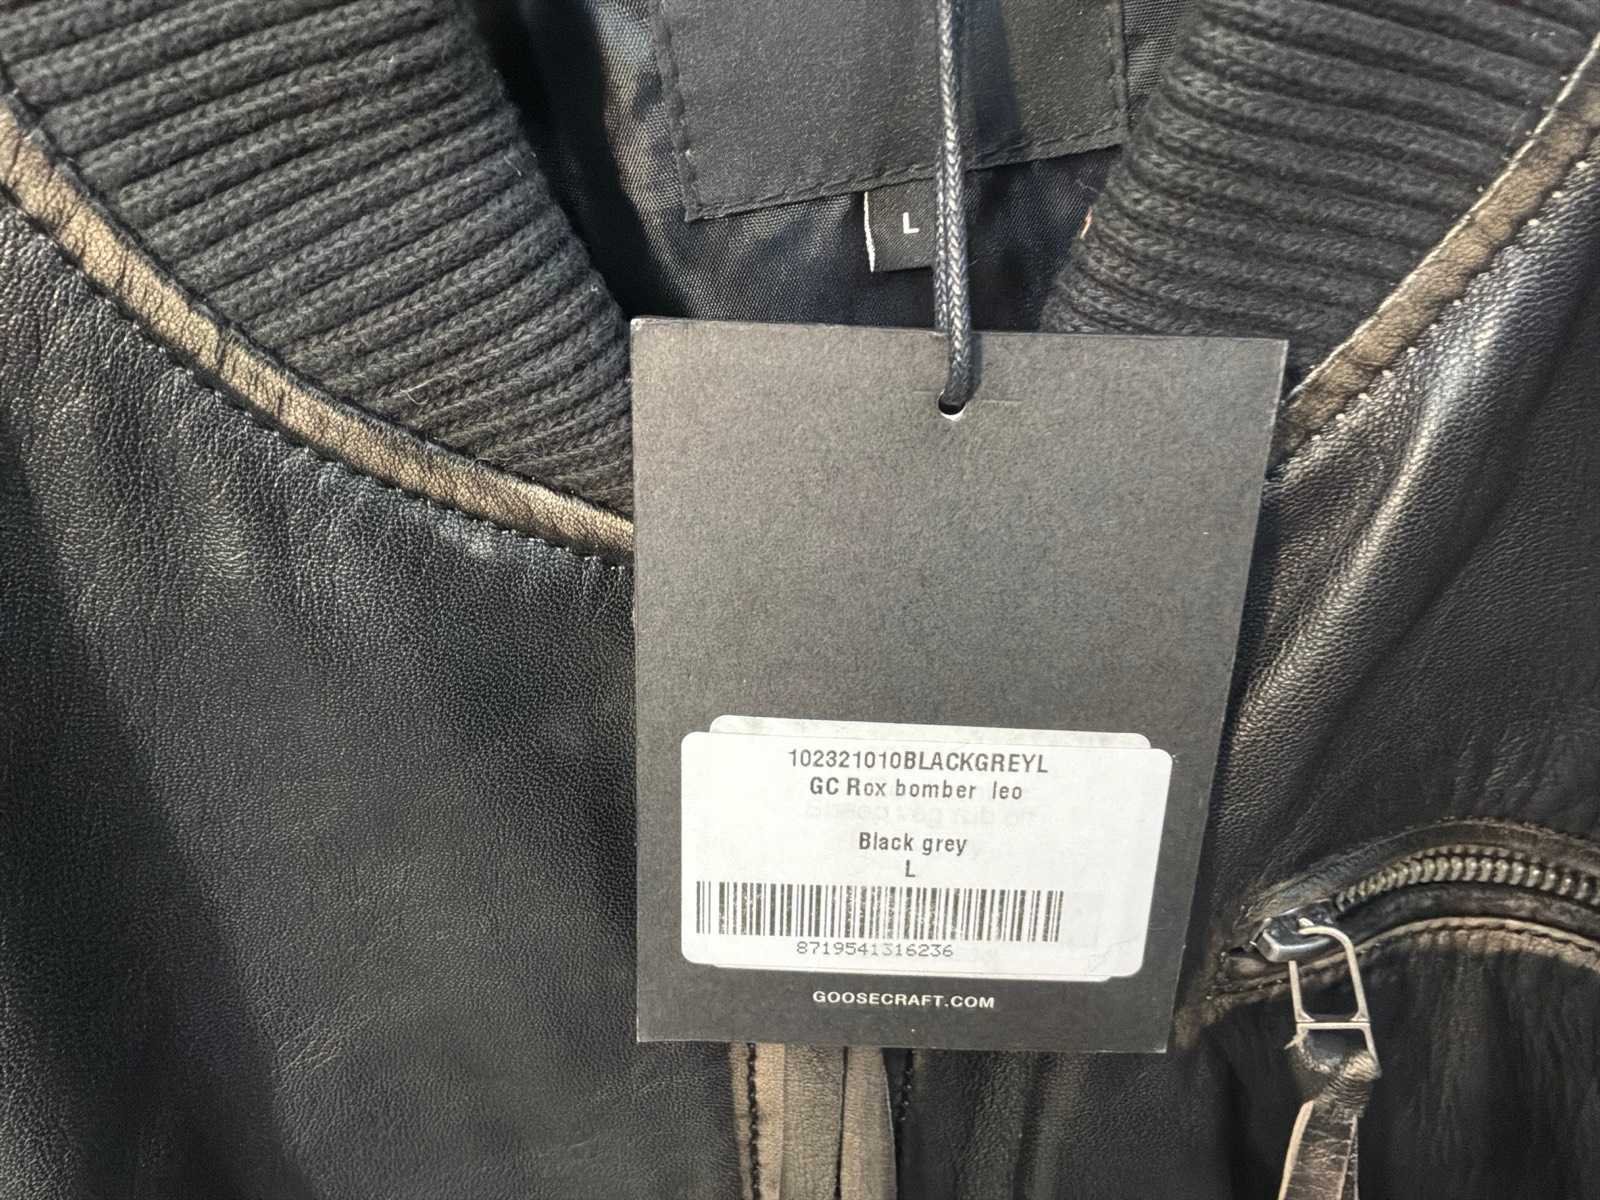 L
102321010BLACKGREYL
GC Rox bomber leo
Black grey
L
8719541316236
GOOSECRAFT.COM